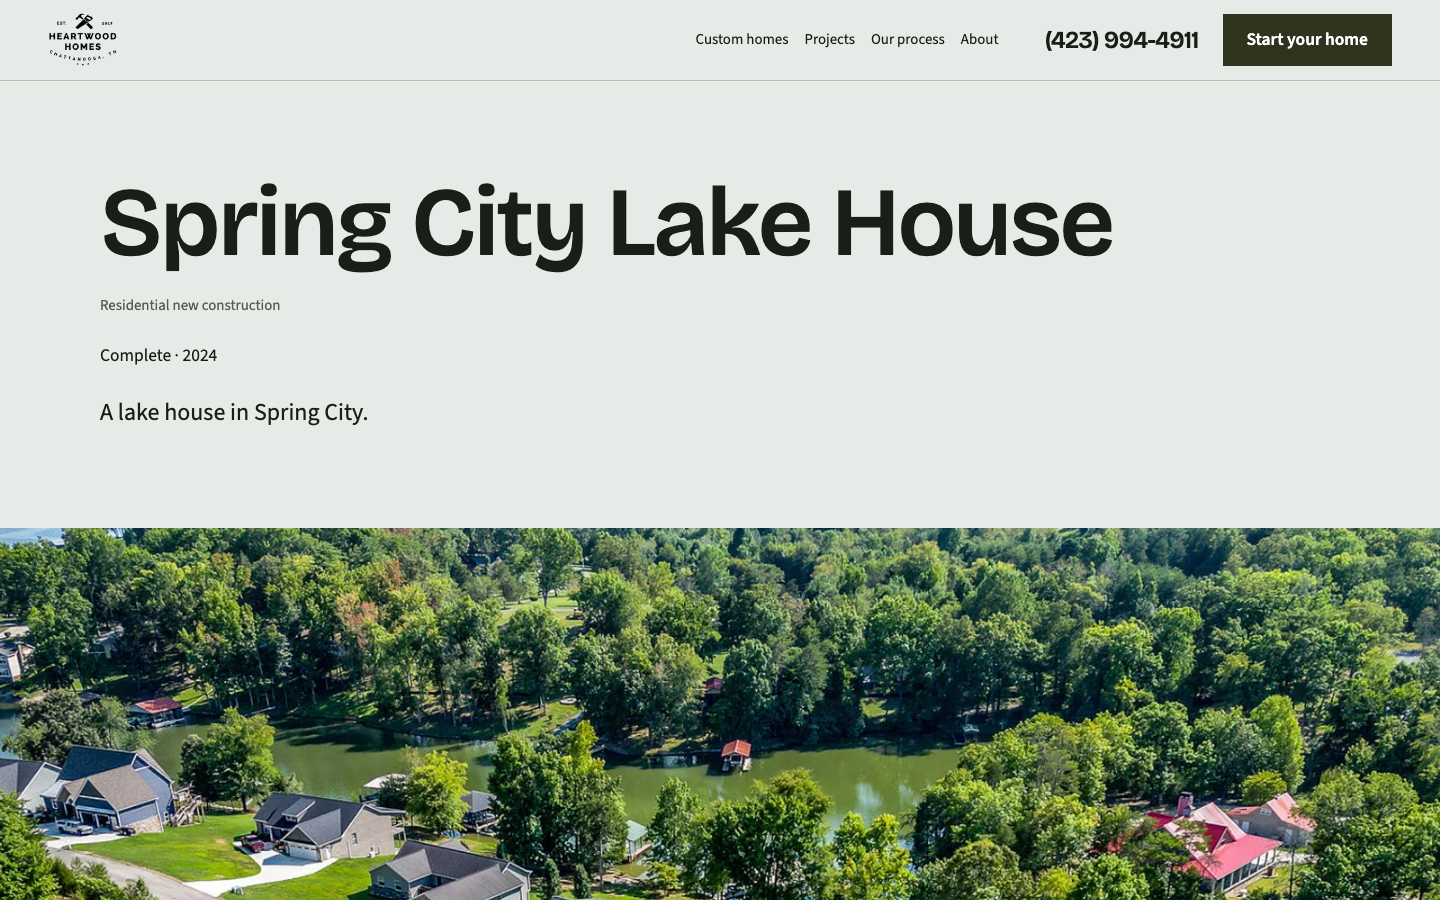 EST. 2017
HEARTWOOD
HOMES
CHATTANOOGA, TN
Custom homes
Projects
Our process
About
(423) 994-4911
Start your home
Spring City Lake House
Residential new construction
Complete · 2024
A lake house in Spring City.